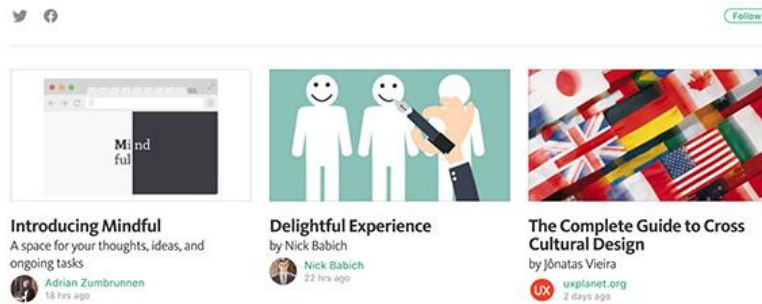 Follow
Mind
ful
Introducing Mindful
A space for your thoughts, ideas, and
ongoing tasks
Adrian Zumbrunnen
18 hrs ago
Delightful Experience
by Nick Babich
Nick Babich
22 hrs ago
The Complete Guide to Cross
Cultural Design
by Jônatas Vieira
UX
uxplanet.org
2 days ago